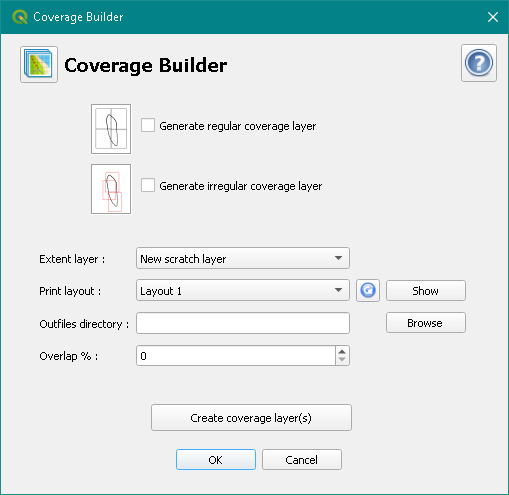 Coverage Builder
Coverage Builder
Generate regular coverage layer
Generate irregular coverage layer
Extent layer : New scratch layer
Print layout : Layout 1 Show
Outfiles directory : Browse
Overlap % : 0
Create coverage layer(s)
OK Cancel